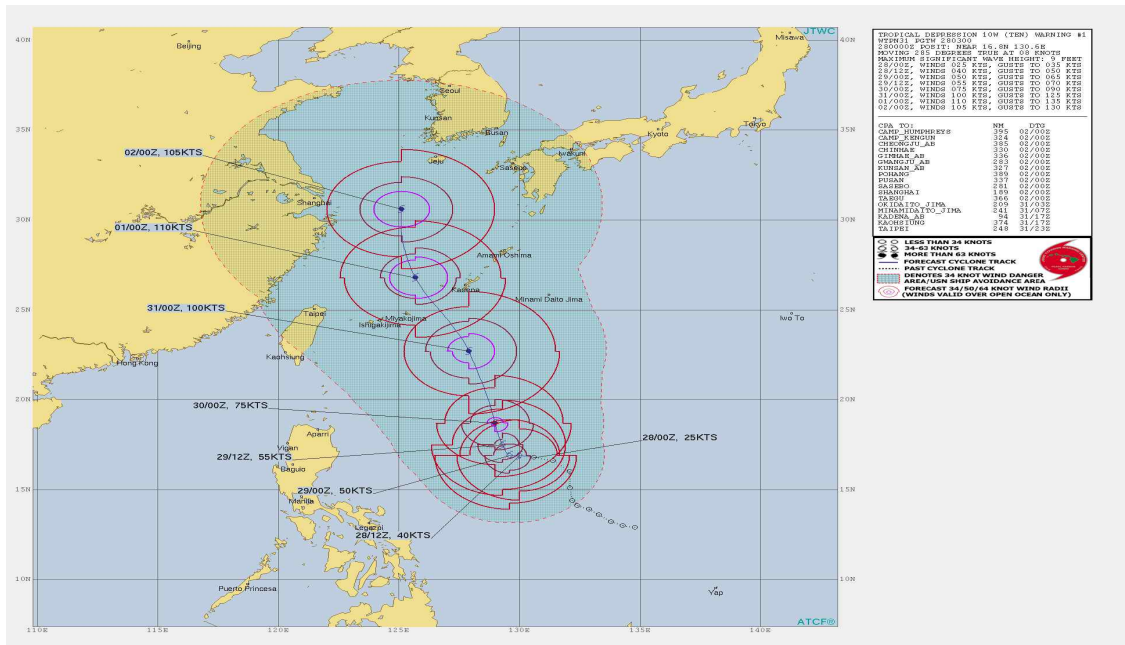 JTWC
40N
40N
Beijing
Misawa
Seoul
Kunsan
Busan
Tokyo
Kyoto
35N
35N
02/00Z, 105KTS
Jeju
Iwakuni
Sasebo
Shanghai
30N
30N
01/00Z, 110KTS
Amami Oshima
Kadena
Minami Daito Jima
25N
25N
31/00Z, 100KTS
Taipei
Miyakojima
Ishigakijima
Iwo To
Kaohsiung
Hong Kong
20N
20N
30/00Z, 75KTS
Aparri
28/00Z, 25KTS
Vigan
29/12Z, 55KTS
Baguio
29/00Z, 50KTS
15N
15N
Manila
Legazpi
28/12Z, 40KTS
10N
10N
Puerto Princesa
Yap
ATCF®
110E
115E
120E
125E
130E
135E
140E
TROPICAL DEPRESSION 10W (TEN) WARNING #1
WTPN31 PGTW 280300
280000Z POSIT: NEAR 16.8N 130.6E
MOVING 285 DEGREES TRUE AT 08 KNOTS
MAXIMUM SIGNIFICANT WAVE HEIGHT: 9 FEET
28/00Z, WINDS 025 KTS, GUSTS TO 035 KTS
28/12Z, WINDS 040 KTS, GUSTS TO 050 KTS
29/00Z, WINDS 050 KTS, GUSTS TO 065 KTS
29/12Z, WINDS 055 KTS, GUSTS TO 070 KTS
30/00Z, WINDS 075 KTS, GUSTS TO 090 KTS
31/00Z, WINDS 100 KTS, GUSTS TO 125 KTS
01/00Z, WINDS 110 KTS, GUSTS TO 135 KTS
02/00Z, WINDS 105 KTS, GUSTS TO 130 KTS
CPA TO: NM DTG
CAMP_HUMPHREYS 395 02/00Z
CAMP_KENGUN 324 02/00Z
CHEONGJU_AB 385 02/00Z
CHINHAE 330 02/00Z
GIMHAE_AB 336 02/00Z
GWANGJU_AB 283 02/00Z
KUNSAN_AB 327 02/00Z
POHANG 389 02/00Z
PUSAN 337 02/00Z
SASEBO 281 02/00Z
SHANGHAI 189 02/00Z
TAEGU 366 02/00Z
OKIDAITO_JIMA 209 31/03Z
MINAMIDAITO_JIMA 241 31/07Z
KADENA_AB 94 31/17Z
KAOHSIUNG 374 31/17Z
TAIPEI 248 31/23Z
LESS THAN 34 KNOTS
34-63 KNOTS
MORE THAN 63 KNOTS
FORECAST CYCLONE TRACK
PAST CYCLONE TRACK
DENOTES 34 KNOT WIND DANGER
AREA/USN SHIP AVOIDANCE AREA
FORECAST 34/50/64 KNOT WIND RADII
(WINDS VALID OVER OPEN OCEAN ONLY)